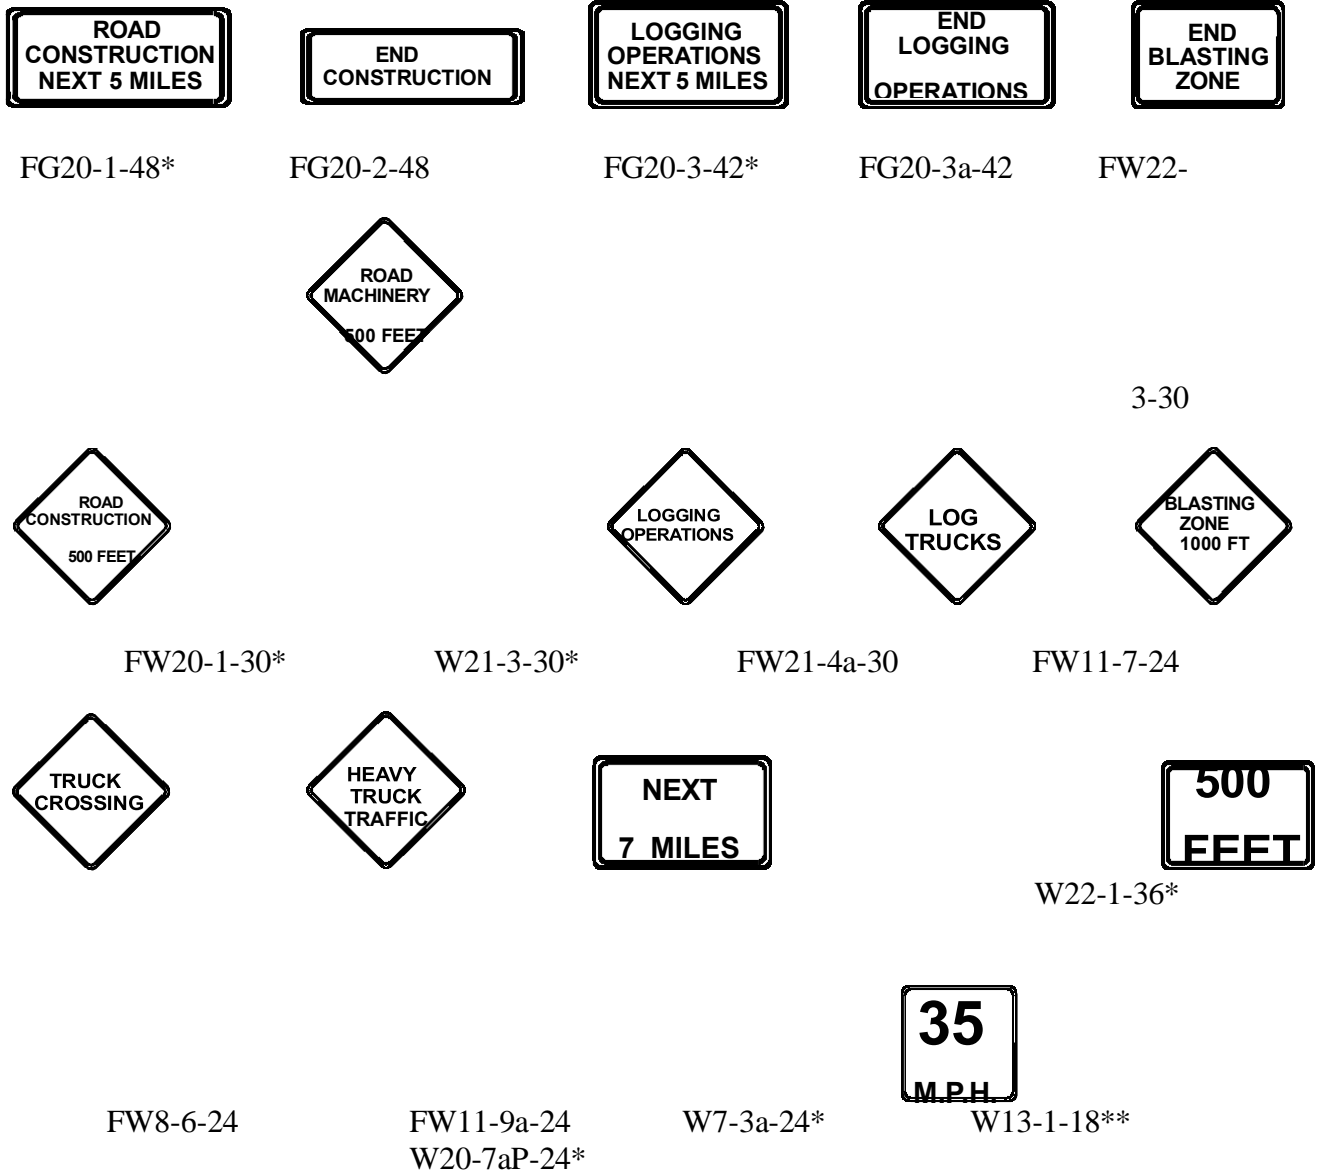 ROAD
CONSTRUCTION
NEXT 5 MILES
END
CONSTRUCTION
LOGGING
OPERATIONS
NEXT 5 MILES
END
LOGGING
OPERATIONS
END
BLASTING
ZONE
FG20-1-48* FG20-2-48 FG20-3-42* FG20-3a-42 FW22-
ROAD
MACHINERY
500 FEET
3-30
ROAD
CONSTRUCTION
500 FEET
LOGGING
OPERATIONS
LOG
TRUCKS
BLASTING
ZONE
1000 FT
FW20-1-30* W21-3-30* FW21-4a-30 FW11-7-24
TRUCK
CROSSING
HEAVY
TRUCK
TRAFFIC
NEXT
7 MILES
500
FEET
W22-1-36*
35
M.P.H.
FW8-6-24 FW11-9a-24 W7-3a-24* W13-1-18**
W20-7aP-24*